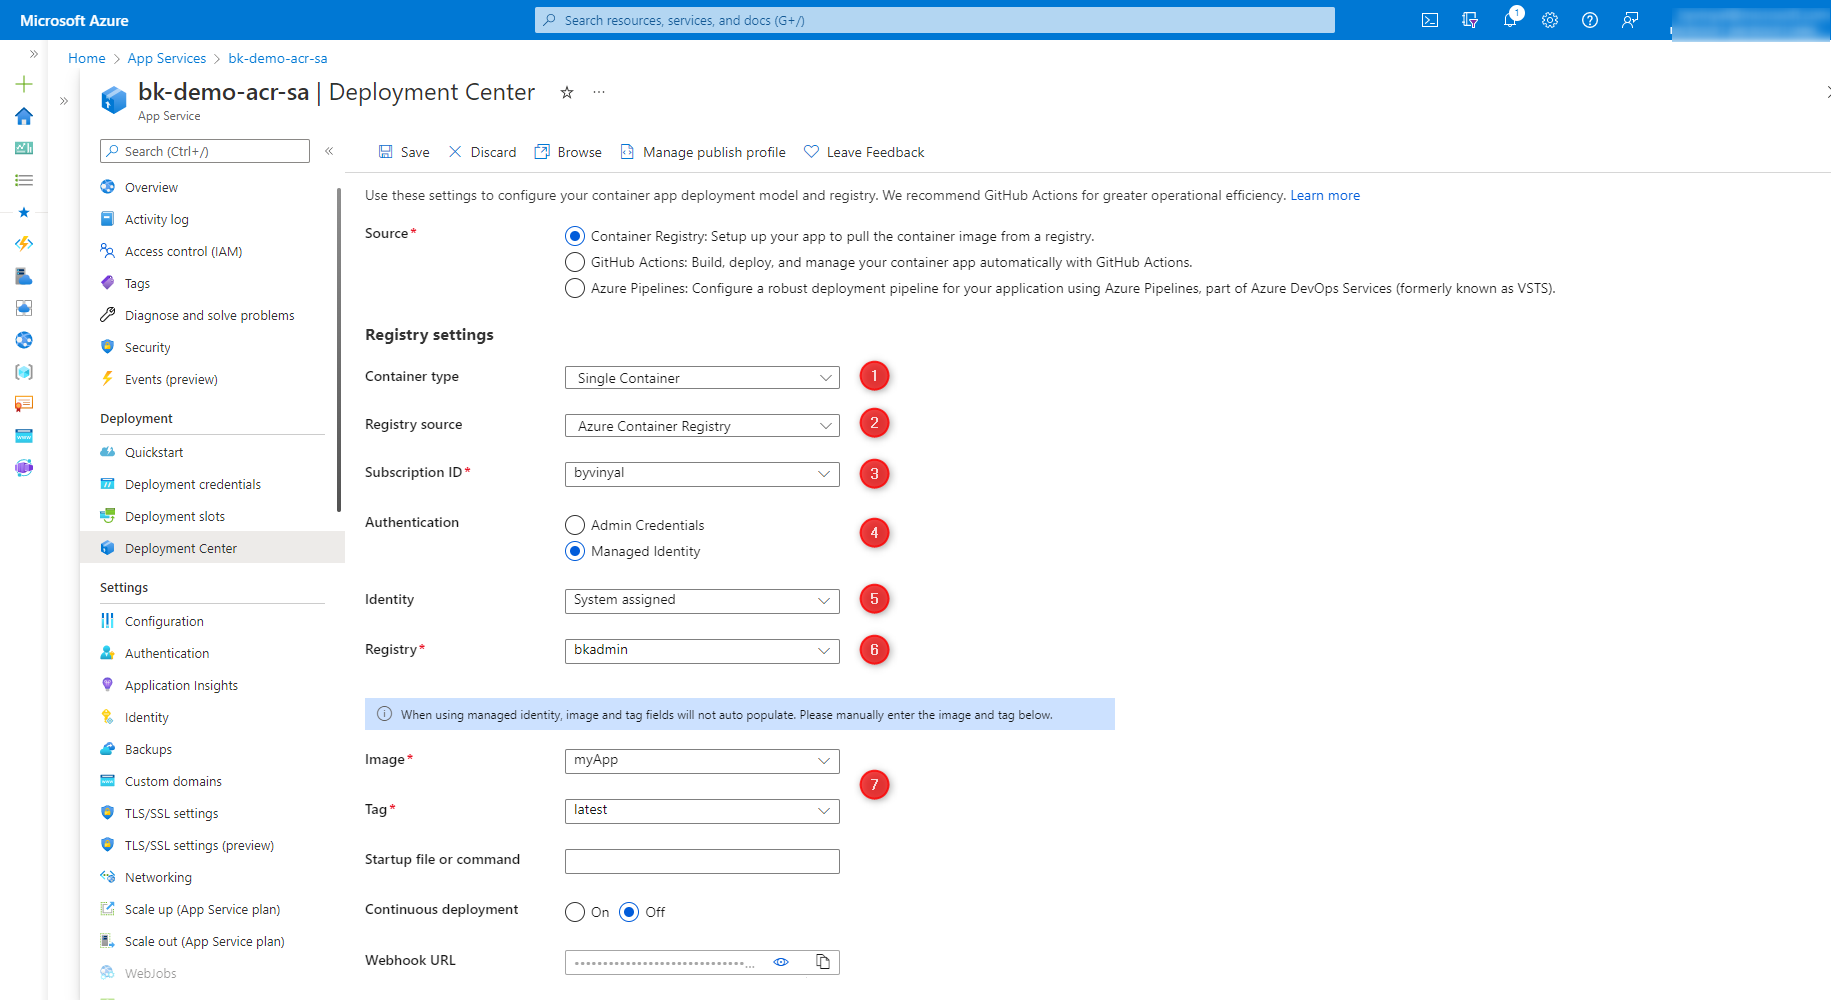 Microsoft Azure
Search resources, services, and docs (G+/)
1
Home > App Services > bk-demo-acr-sa
bk-demo-acr-sa | Deployment Center
App Service
Search (Ctrl+/)
Overview
Activity log
Access control (IAM)
Tags
Diagnose and solve problems
Security
Events (preview)
Deployment
Quickstart
Deployment credentials
Deployment slots
Deployment Center
Settings
Configuration
Authentication
Application Insights
Identity
Backups
Custom domains
TLS/SSL settings
TLS/SSL settings (preview)
Networking
Scale up (App Service plan)
Scale out (App Service plan)
WebJobs
Save Discard Browse Manage publish profile Leave Feedback
Use these settings to configure your container app deployment model and registry. We recommend GitHub Actions for greater operational efficiency. Learn more
Source*
Container Registry: Setup up your app to pull the container image from a registry.
GitHub Actions: Build, deploy, and manage your container app automatically with GitHub Actions.
Azure Pipelines: Configure a robust deployment pipeline for your application using Azure Pipelines, part of Azure DevOps Services (formerly known as VSTS).
Registry settings
Container type Single Container 1
Registry source Azure Container Registry 2
Subscription ID* byvinyal 3
Authentication Admin Credentials 4
Managed Identity
Identity System assigned 5
Registry* bkadmin 6
When using managed identity, image and tag fields will not auto populate. Please manually enter the image and tag below.
Image* myApp
7
Tag* latest
Startup file or command
Continuous deployment On Off
Webhook URL ••••••••••••••••••••••••••••••...